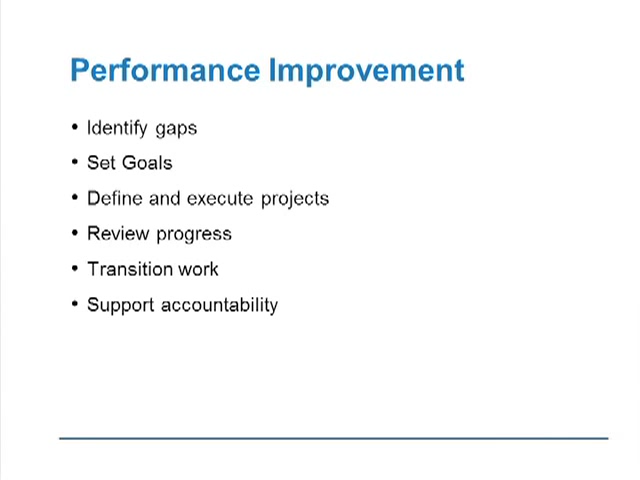 Performance Improvement
• Identify gaps
• Set Goals
• Define and execute projects
• Review progress
• Transition work
• Support accountability